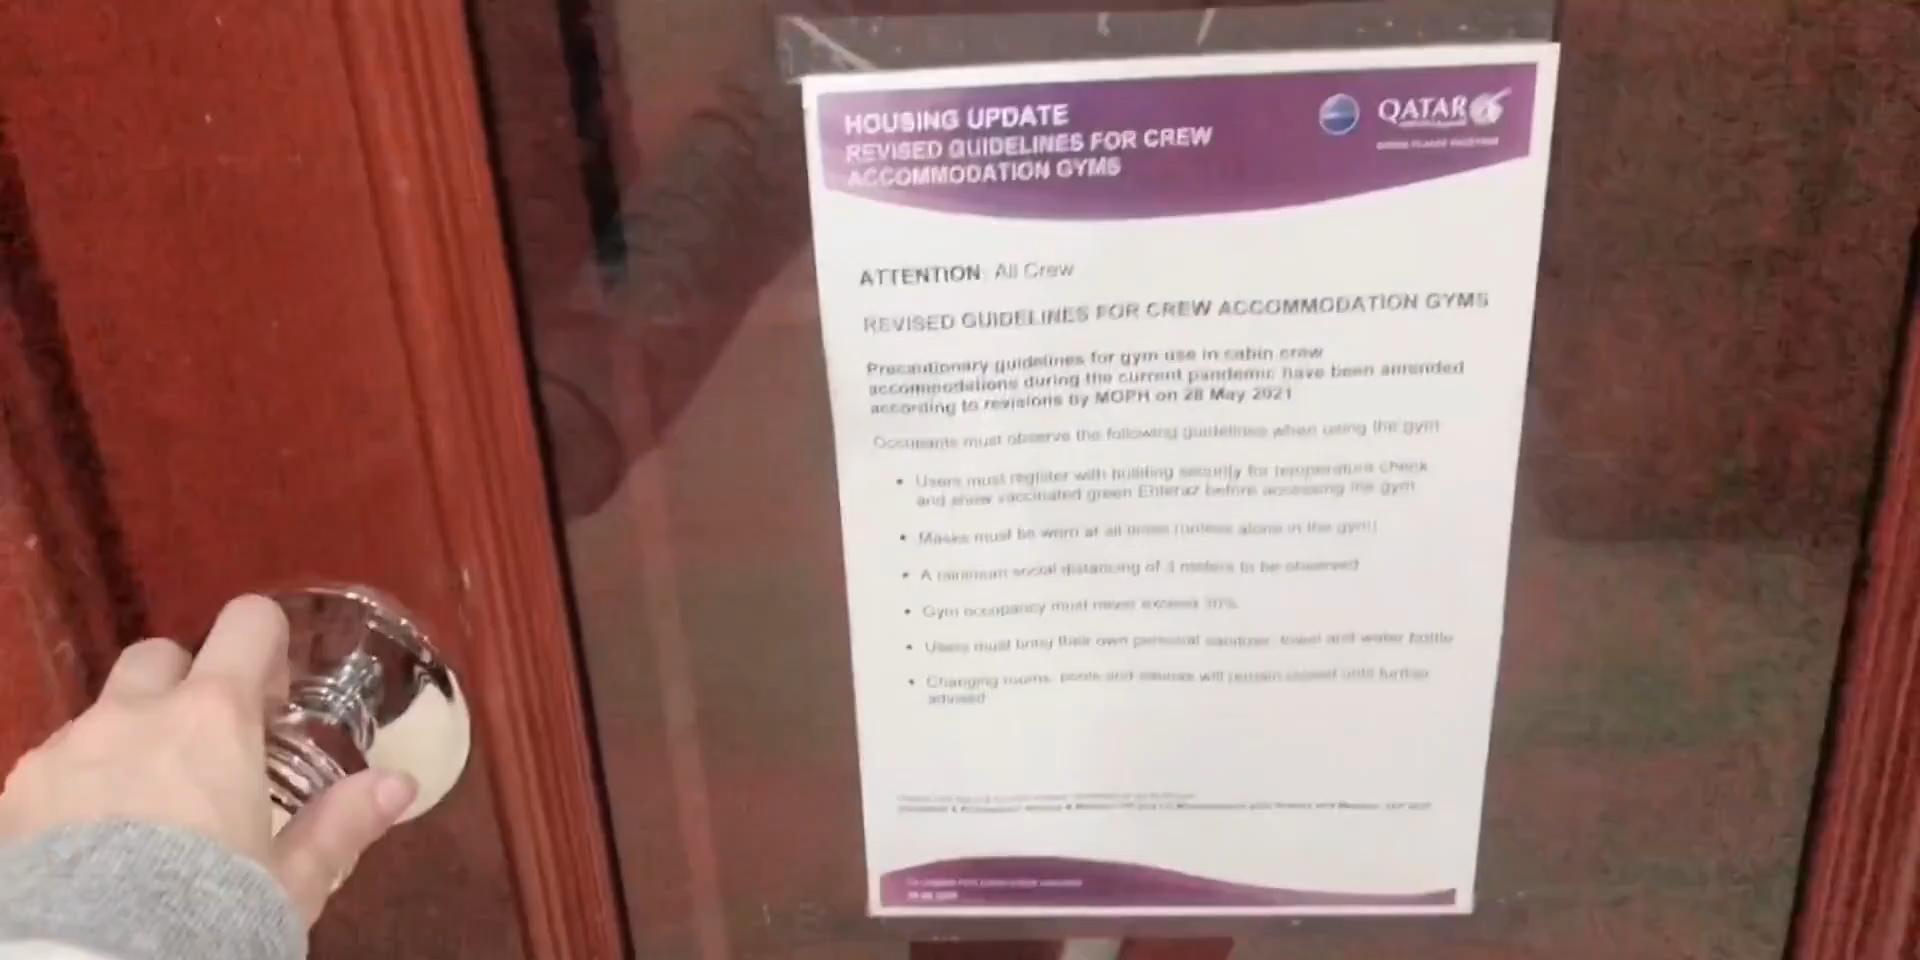 HOUSING UPDATE
REVISED GUIDELINES FOR CREW
ACCOMMODATION GYMS
QATAR
ATTENTION: All Crew
REVISED GUIDELINES FOR CREW ACCOMMODATION GYMS
Precautionary guidelines for gym use in cabin crew
accommodations during the current pandemic have been amended
according to revisions by MOPH on 28 May 2021
Occupants must observe the following guidelines when using the gym
• Users must register with building security for temperature check
and show vaccinated green Ehteraz before accessing the gym
• Masks must be worn at all times (unless alone in the gym)
• A minimum social distancing of 3 meters to be observed
• Gym occupancy must never exceed 30%
• Users must bring their own personal sanitizer, towel and water bottle
• Changing rooms, pools and saunas will remain closed until further
advised